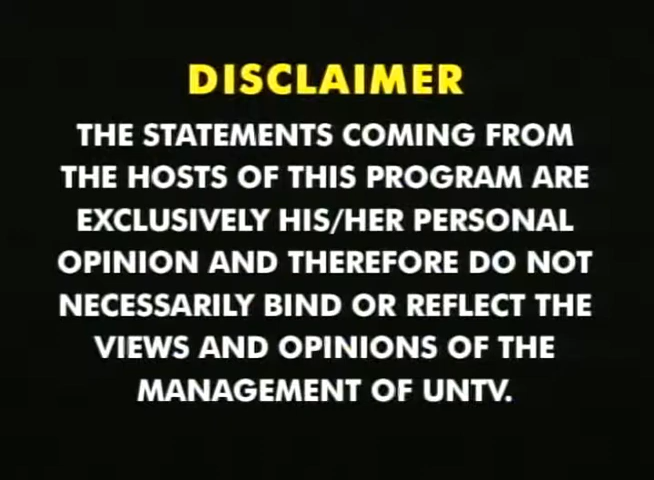 DISCLAIMER
THE STATEMENTS COMING FROM
THE HOSTS OF THIS PROGRAM ARE
EXCLUSIVELY HIS/HER PERSONAL
OPINION AND THEREFORE DO NOT
NECESSARILY BIND OR REFLECT THE
VIEWS AND OPINIONS OF THE
MANAGEMENT OF UNTV.